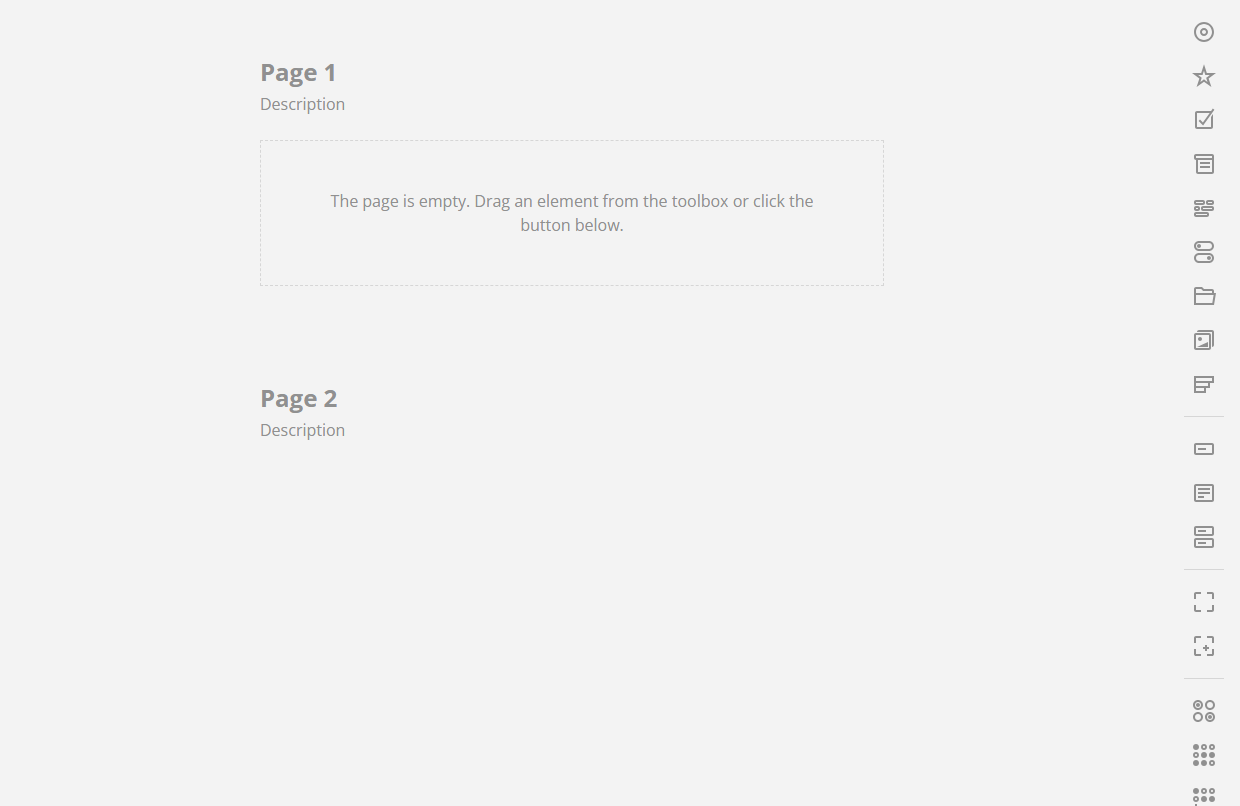 Page 1
Description
The page is empty. Drag an element from the toolbox or click the
button below.
Page 2
Description